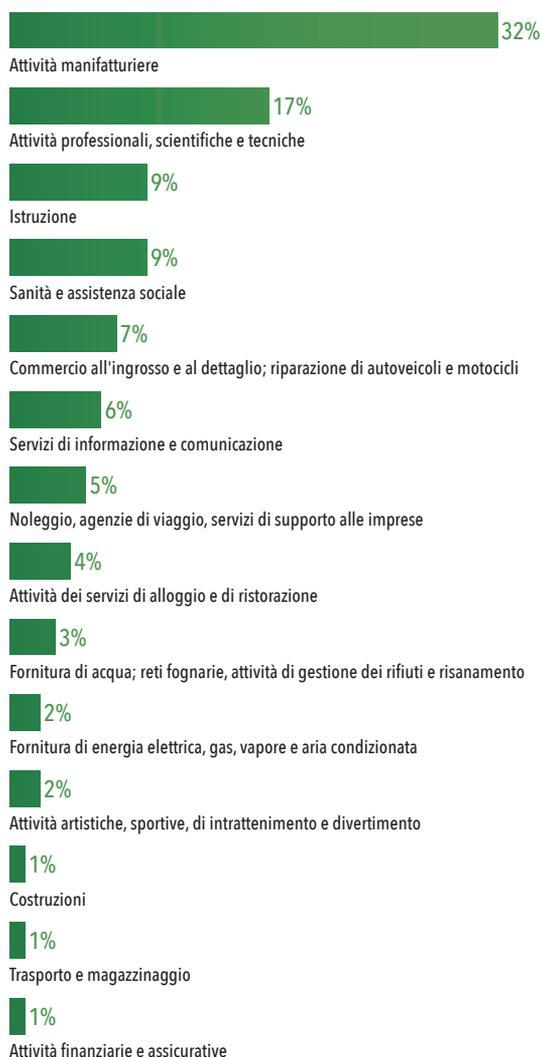 32%
Attività manifatturiere
17%
Attività professionali, scientifiche e tecniche
9%
Istruzione
9%
Sanità e assistenza sociale
7%
Commercio all'ingrosso e al dettaglio; riparazione di autoveicoli e motocicli
6%
Servizi di informazione e comunicazione
5%
Noleggio, agenzie di viaggio, servizi di supporto alle imprese
4%
Attività dei servizi di alloggio e di ristorazione
3%
Fornitura di acqua; reti fognarie, attività di gestione dei rifiuti e risanamento
2%
Fornitura di energia elettrica, gas, vapore e aria condizionata
2%
Attività artistiche, sportive, di intrattenimento e divertimento
1%
Costruzioni
1%
Trasporto e magazzinaggio
1%
Attività finanziarie e assicurative